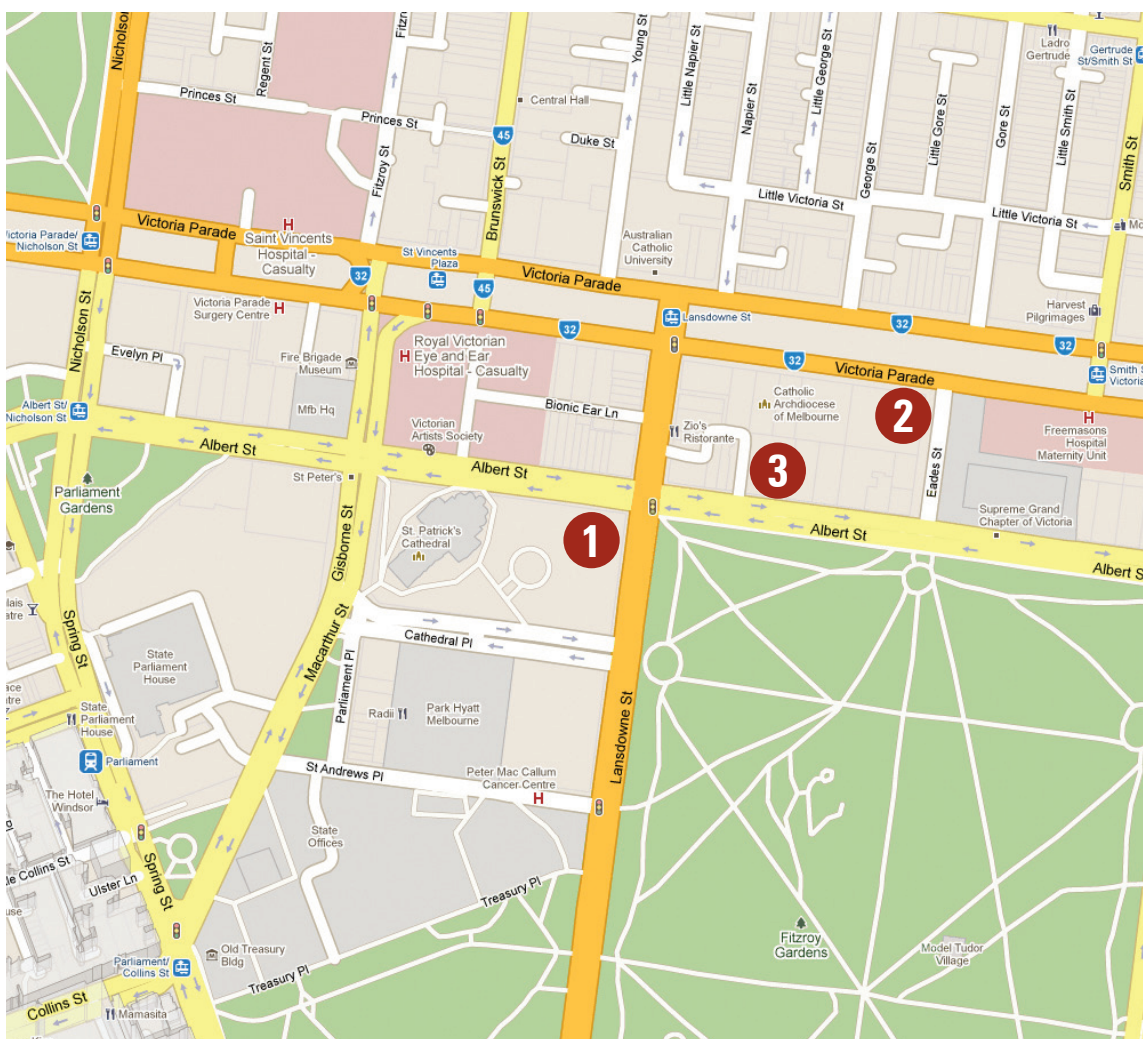 Nicholson
Regent St
Fitzroy
Young St
Little Napier St
Napier St
Little George St
Ladro
Gertrude
Gertrude
St/Smith St
Princes St
Princes St
Central Hall
45
Duke St
Fitzroy St
Brunswick St
George St
Little Gore St
Gore St
Little Smith St
Smith St
Little Victoria St
Little Victoria St
Victoria Parade/
Nicholson St
Victoria Parade
Saint Vincents
Hospital -
Casualty
St Vincents
Plaza
32
45
Australian
Catholic
University
Victoria Parade
Victoria Parade
Surgery Centre
Lansdowne St
Harvest
Pilgrimages
32
32
32
32
Nicholson St
Evelyn Pl
Fire Brigade
Museum
Mfb Hq
Royal Victorian
Eye and Ear
Hospital - Casualty
Victoria Parade
Smith S
Victoria
Albert St/
Nicholson St
Bionic Ear Ln
Catholic
Archdiocese
of Melbourne
2
Zio's
Ristorante
Freemasons
Hospital
Maternity Unit
Albert St
Victorian
Artists Society
Albert St
3
Eades St
St Peter's
Parliament
Gardens
Gisborne St
St. Patrick's
Cathedral
1
Albert St
Supreme Grand
Chapter of Victoria
Albert S
Spring St
Macarthur St
Cathedral Pl
State
Parliament
House
Parliament Pl
Radii
Park Hyatt
Melbourne
Lansdowne St
State
Parliament
House
Parliament
St Andrews Pl
Peter Mac Callum
Cancer Centre
The Hotel
Windsor
State
Offices
Collins St
Ulster Ln
Spring St
Treasury Pl
Old Treasury
Bldg
Fitzroy
Gardens
Model Tudor
Village
Parliament/
Collins St
Treasury Pl
Collins St
Mamasita